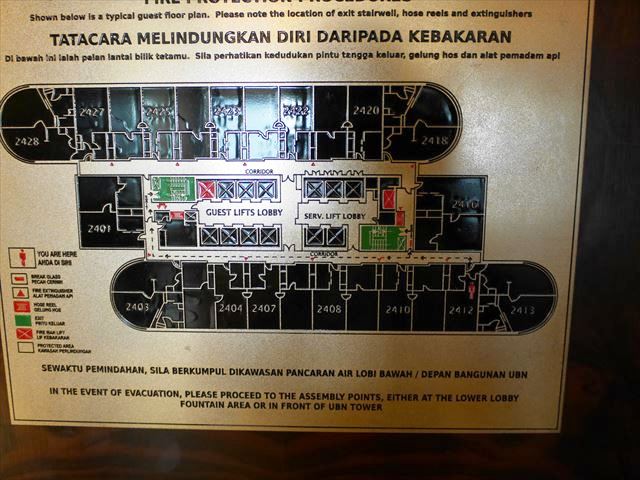 FIRE PROTECTION PROCEDURES
Shown below is a typical guest floor plan. Please note the location of exit stairwell, hose reels and extinguishers
TATACARA MELINDUNGKAN DIRI DARIPADA KEBAKARAN
Di bawah ini ialah pelan lantai bilik tetamu. Sila perhatikan kedudukan pintu tangga keluar, gelung hos dan alat pemadam api
2427 2425 2423 2422 2420
2428 2418
CORRIDOR
GUEST LIFTS LOBBY SERV. LIFT LOBBY
2401
CORRIDOR
2403 2404 2407 2408 2410 2412 2413
YOU ARE HERE
ANDA DI SINI
BREAK GLASS
PECAH CERMIN
FIRE EXTINGUISHER
ALAT PEMADAM API
HOSE REEL
GELUNG HOS
EXIT
PINTU KELUAR
LIF KEBAKARAN
PROTECTED AREA
KAWASAN PERLINDUNGAN
SEWAKTU PEMINDAHAN, SILA BERKUMPUL DIKAWASAN PANCARAN AIR LOBI BAWAH / DEPAN BANGUNAN UBN
IN THE EVENT OF EVACUATION, PLEASE PROCEED TO THE ASSEMBLY POINTS, EITHER AT THE LOWER LOBBY
FOUNTAIN AREA OR IN FRONT OF UBN TOWER